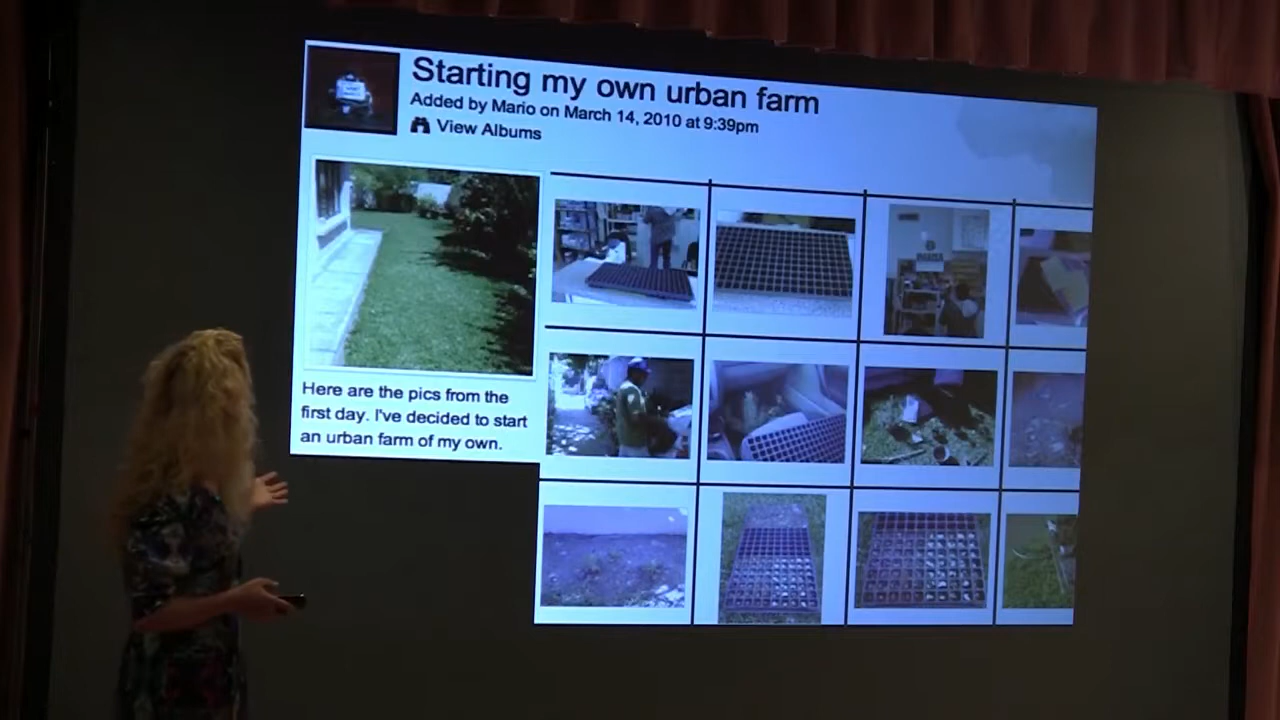 Starting my own urban farm
Added by Mario on March 14, 2010 at 9:39pm
View Albums
Here are the pics from the
first day. I've decided to start
an urban farm of my own.